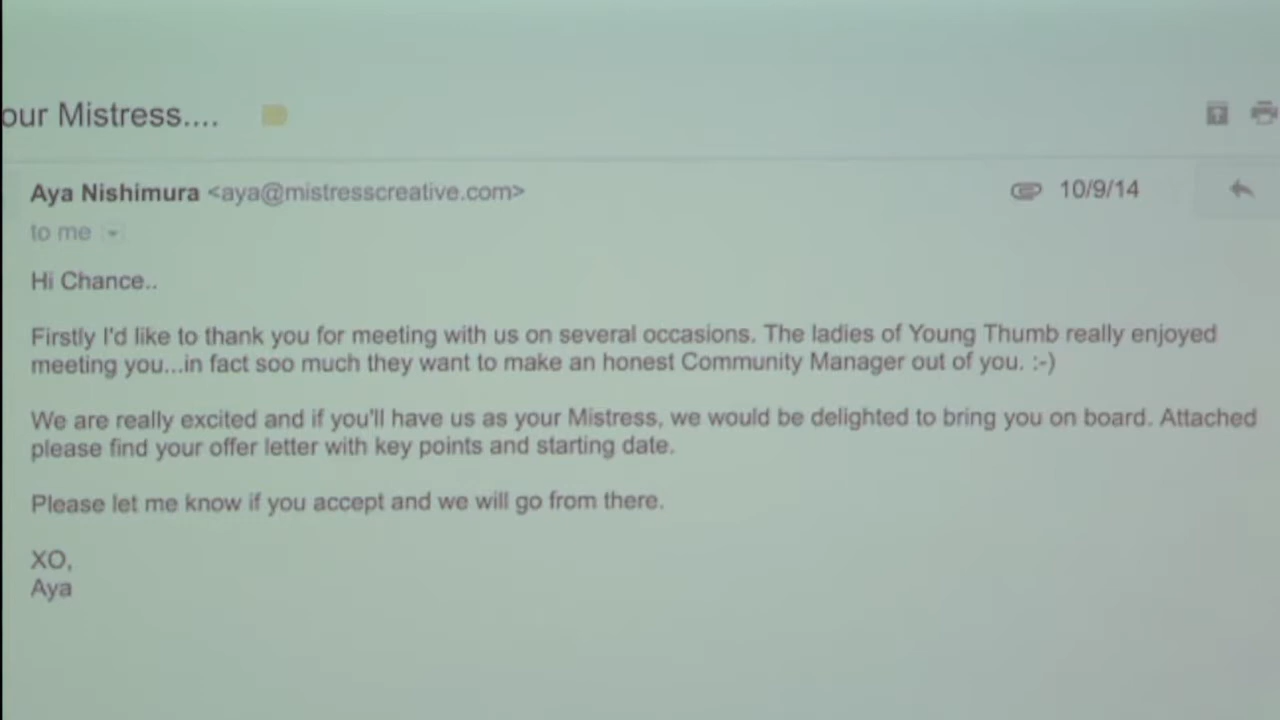 our Mistress....
Aya Nishimura <aya@mistresscreative.com> 10/9/14
to me
Hi Chance..
Firstly I'd like to thank you for meeting with us on several occasions. The ladies of Young Thumb really enjoyed
meeting you...in fact soo much they want to make an honest Community Manager out of you. :-)
We are really excited and if you'll have us as your Mistress, we would be delighted to bring you on board. Attached
please find your offer letter with key points and starting date.
Please let me know if you accept and we will go from there.
XO,
Aya